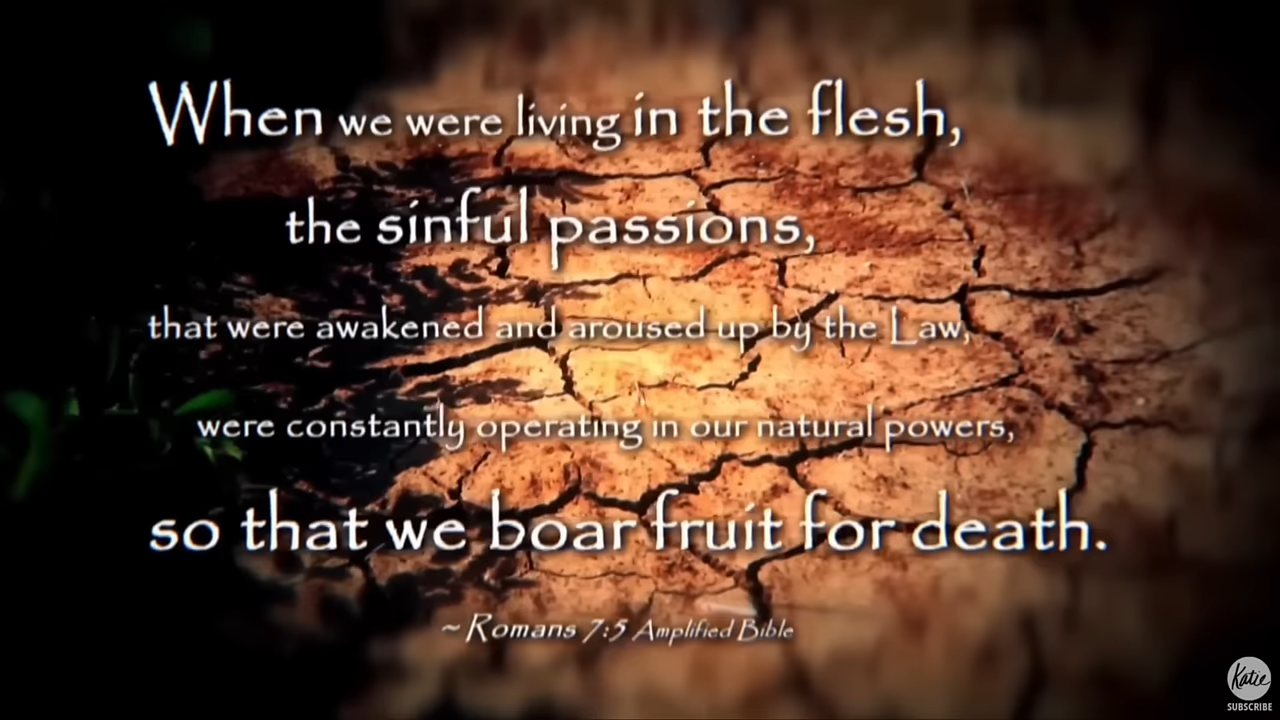 When we were living in the flesh,
the sinful passions,
that were awakened and aroused up by the Law,
were constantly operating in our natural powers,
so that we boar fruit for death.
~ Romans 7:5 Amplified Bible
Katie
SUBSCRIBE